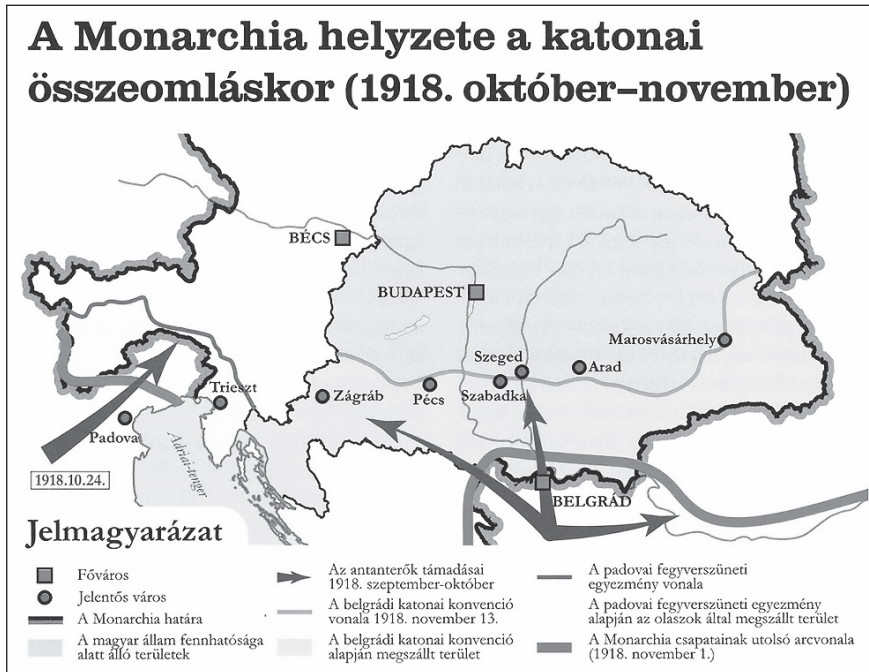 A Monarchia helyzete a katonai
összeomláskor (1918. október–november)
BÉCS
BUDAPEST
Marosvásárhely
Szeged
Arad
Trieszt
Zágráb
Pécs
Szabadka
Padova
Adriai-tenger
1918.10.24.
BELGRÁD
Jelmagyarázat
Főváros
Jelentős város
A Monarchia határa
A magyar állam fennhatósága
alatt álló területek
Az antanterők támadásai
1918. szeptember-október
A belgrádi katonai konvenció
vonala 1918. november 13.
A belgrádi katonai konvenció
alapján megszállt terület
A padovai fegyverszüneti
egyezmény vonala
A padovai fegyverszüneti egyezmény
alapján az olaszok által megszállt terület
A Monarchia csapatainak utolsó arcvonala
(1918. november 1.)